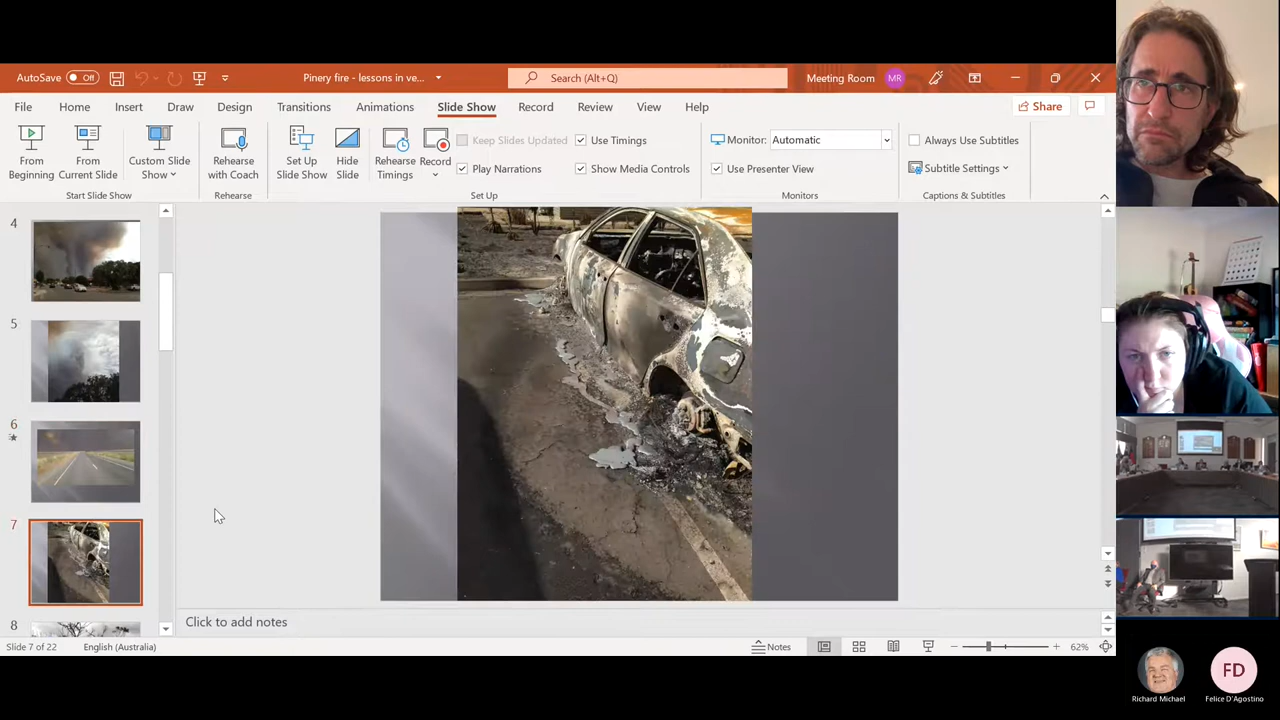 AutoSave Off
Pinery fire - lessons in ve...
Search (Alt+Q)
Meeting Room MR
File Home Insert Draw Design Transitions Animations Slide Show Record Review View Help
Share
From Beginning
From Current Slide
Custom Slide Show
Rehearse with Coach
Set Up Slide Show
Hide Slide
Rehearse Timings
Record
Keep Slides Updated
Use Timings
Play Narrations
Show Media Controls
Monitor: Automatic
Use Presenter View
Always Use Subtitles
Subtitle Settings
Start Slide Show
Rehearse
Set Up
Monitors
Captions & Subtitles
4
5
6
7
8
Click to add notes
Slide 7 of 22
English (Australia)
Notes
62%
FD
Richard Michael
Felice D'Agostino